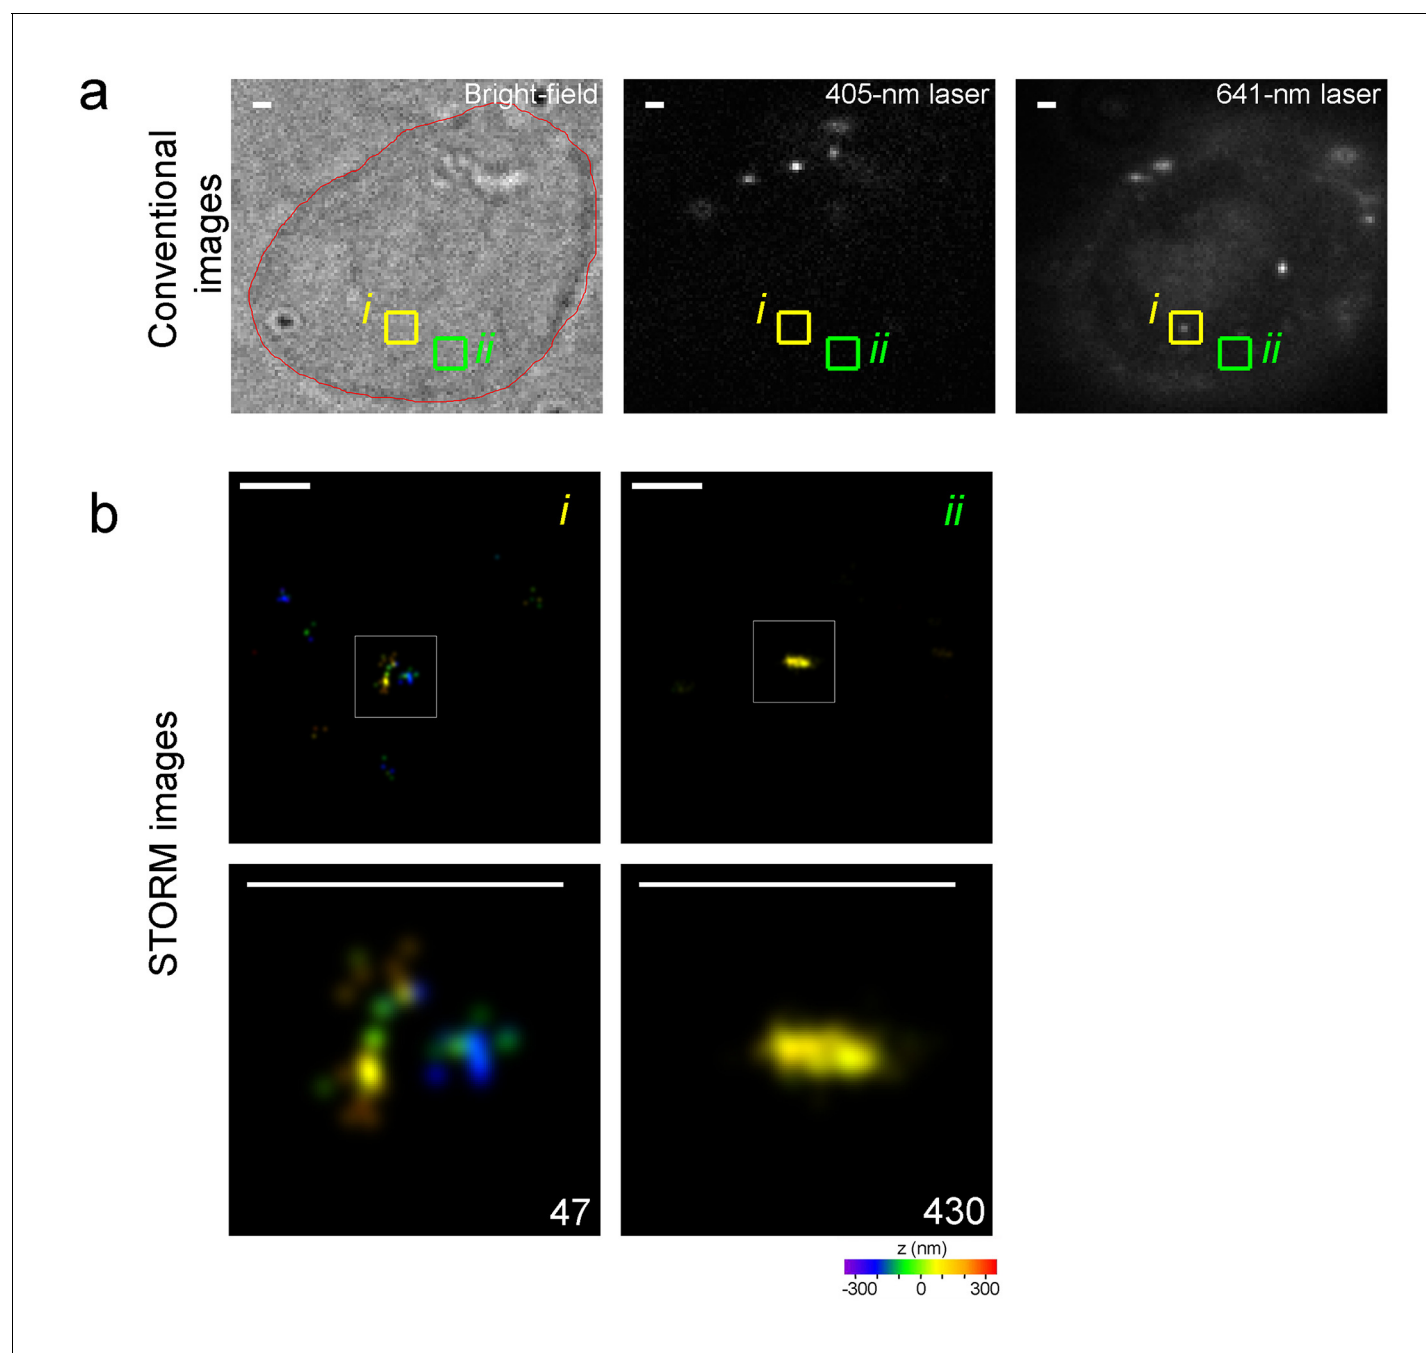 a
Conventional
images
Bright-field
i
ii
405-nm laser
i
ii
641-nm laser
i
ii
b
STORM images
i
ii
47
430
z (nm)
-300 0 300